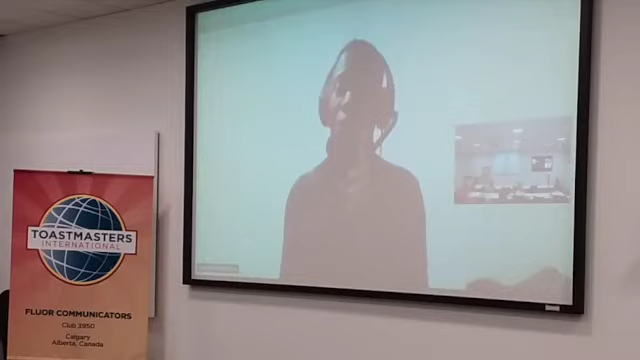 TOASTMASTERS
INTERNATIONAL
FLUOR COMMUNICATORS
Club 3950
Calgary
Alberta, Canada